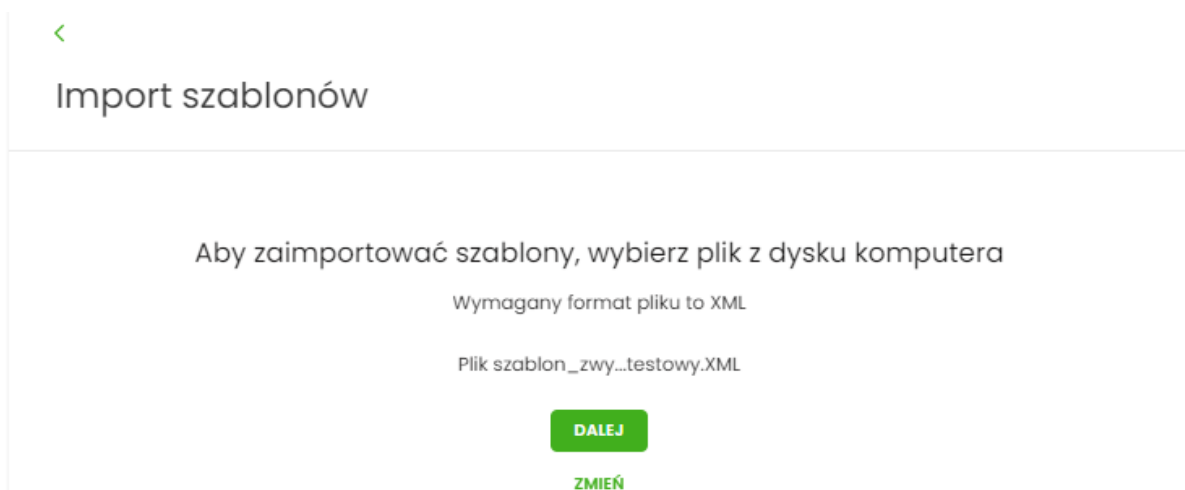 Import szablonów
Aby zaimportować szablony, wybierz plik z dysku komputera
Wymagany format pliku to XML
Plik szablon_zwy...testowy.XML
DALEJ
ZMIEŃ